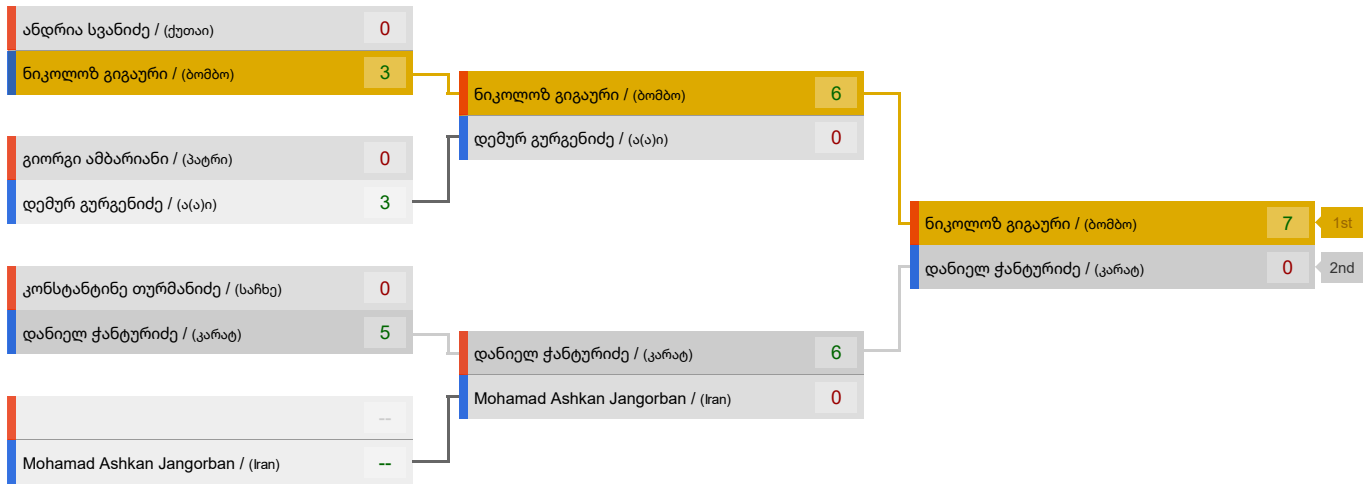 ანდრია სვანიძე / (ქუთაი) 0
ნიკოლოზ გიგაური / (ბომბო) 3
გიორგი ამბარიანი / (პატრი) 0
დემურ გურგენიძე / (ა(ა)ი) 3
კონსტანტინე თურმანიძე / (საჩხე) 0
დანიელ ჭანტურიძე / (კარატ) 5
--
Mohamad Ashkan Jangorban / (Iran) --
ნიკოლოზ გიგაური / (ბომბო) 6
დემურ გურგენიძე / (ა(ა)ი) 0
დანიელ ჭანტურიძე / (კარატ) 6
Mohamad Ashkan Jangorban / (Iran) 0
ნიკოლოზ გიგაური / (ბომბო) 7 1st
დანიელ ჭანტურიძე / (კარატ) 0 2nd